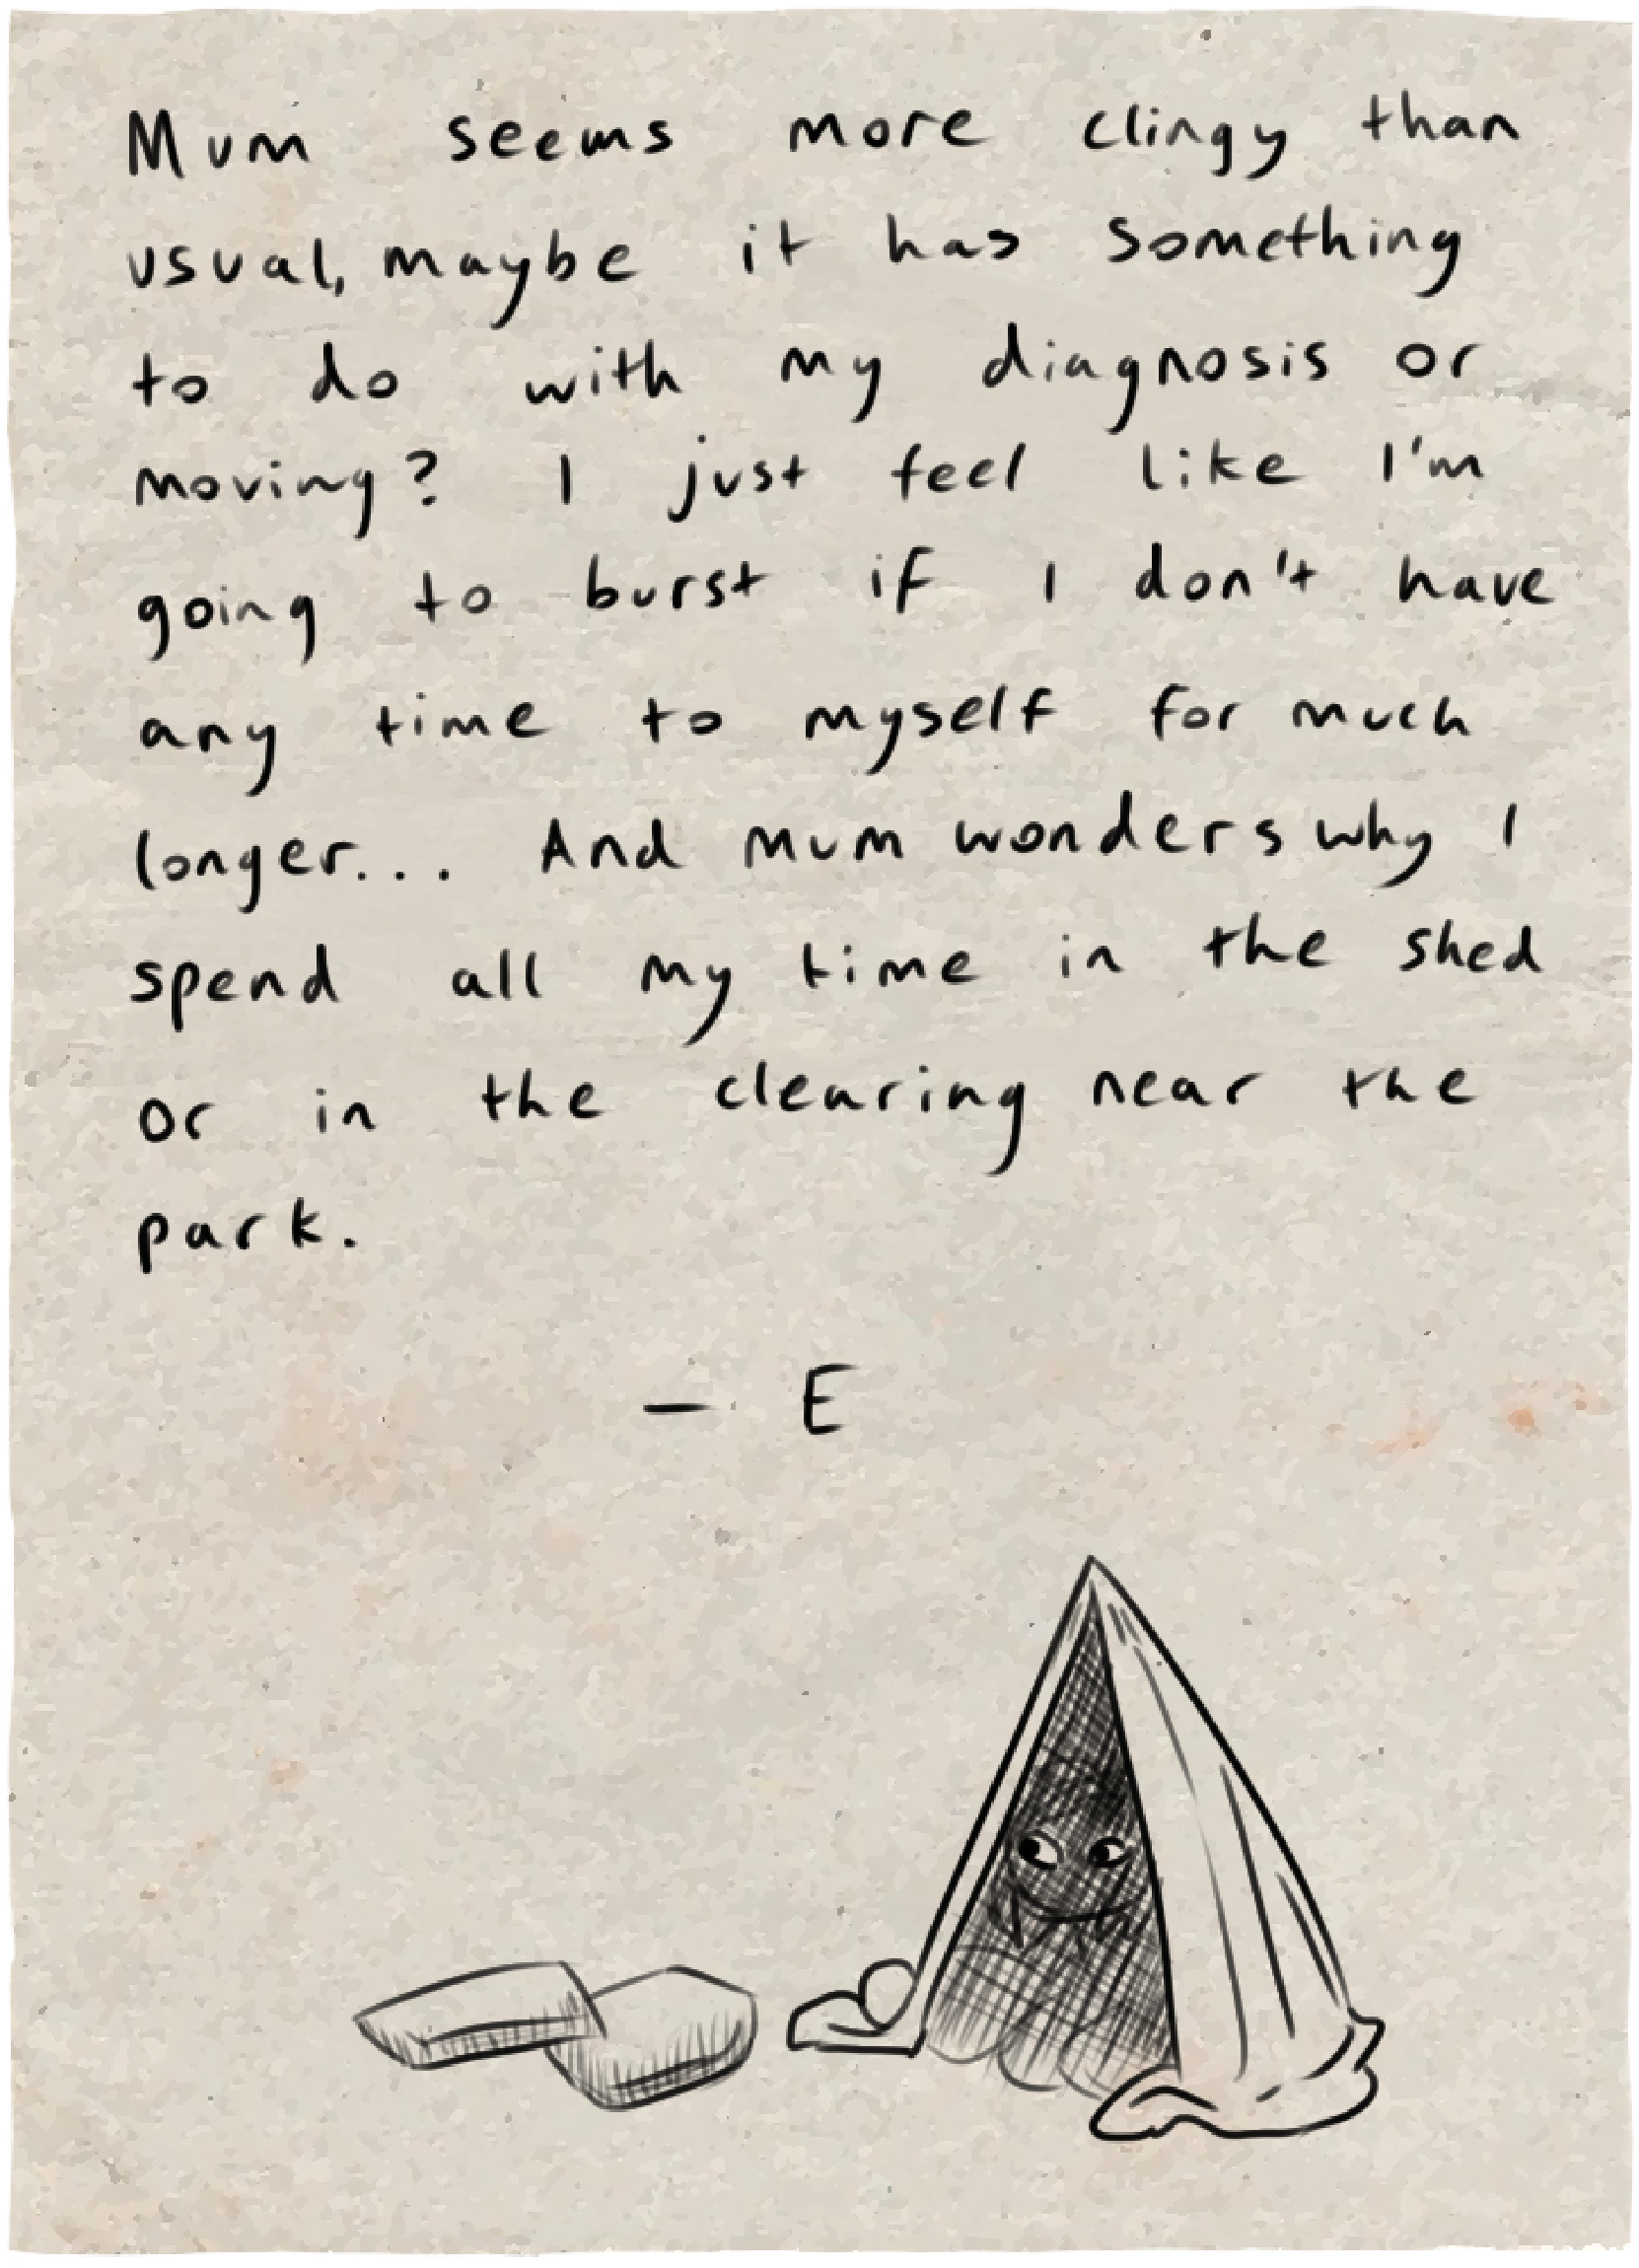 Mum seems more clingy than
usual, maybe it has something
to do with my diagnosis or
moving? I just feel like I'm
going to burst if I don't have
any time to myself for much
longer... And mum wonders why I
spend all my time in the shed
or in the clearing near the
park.
— E